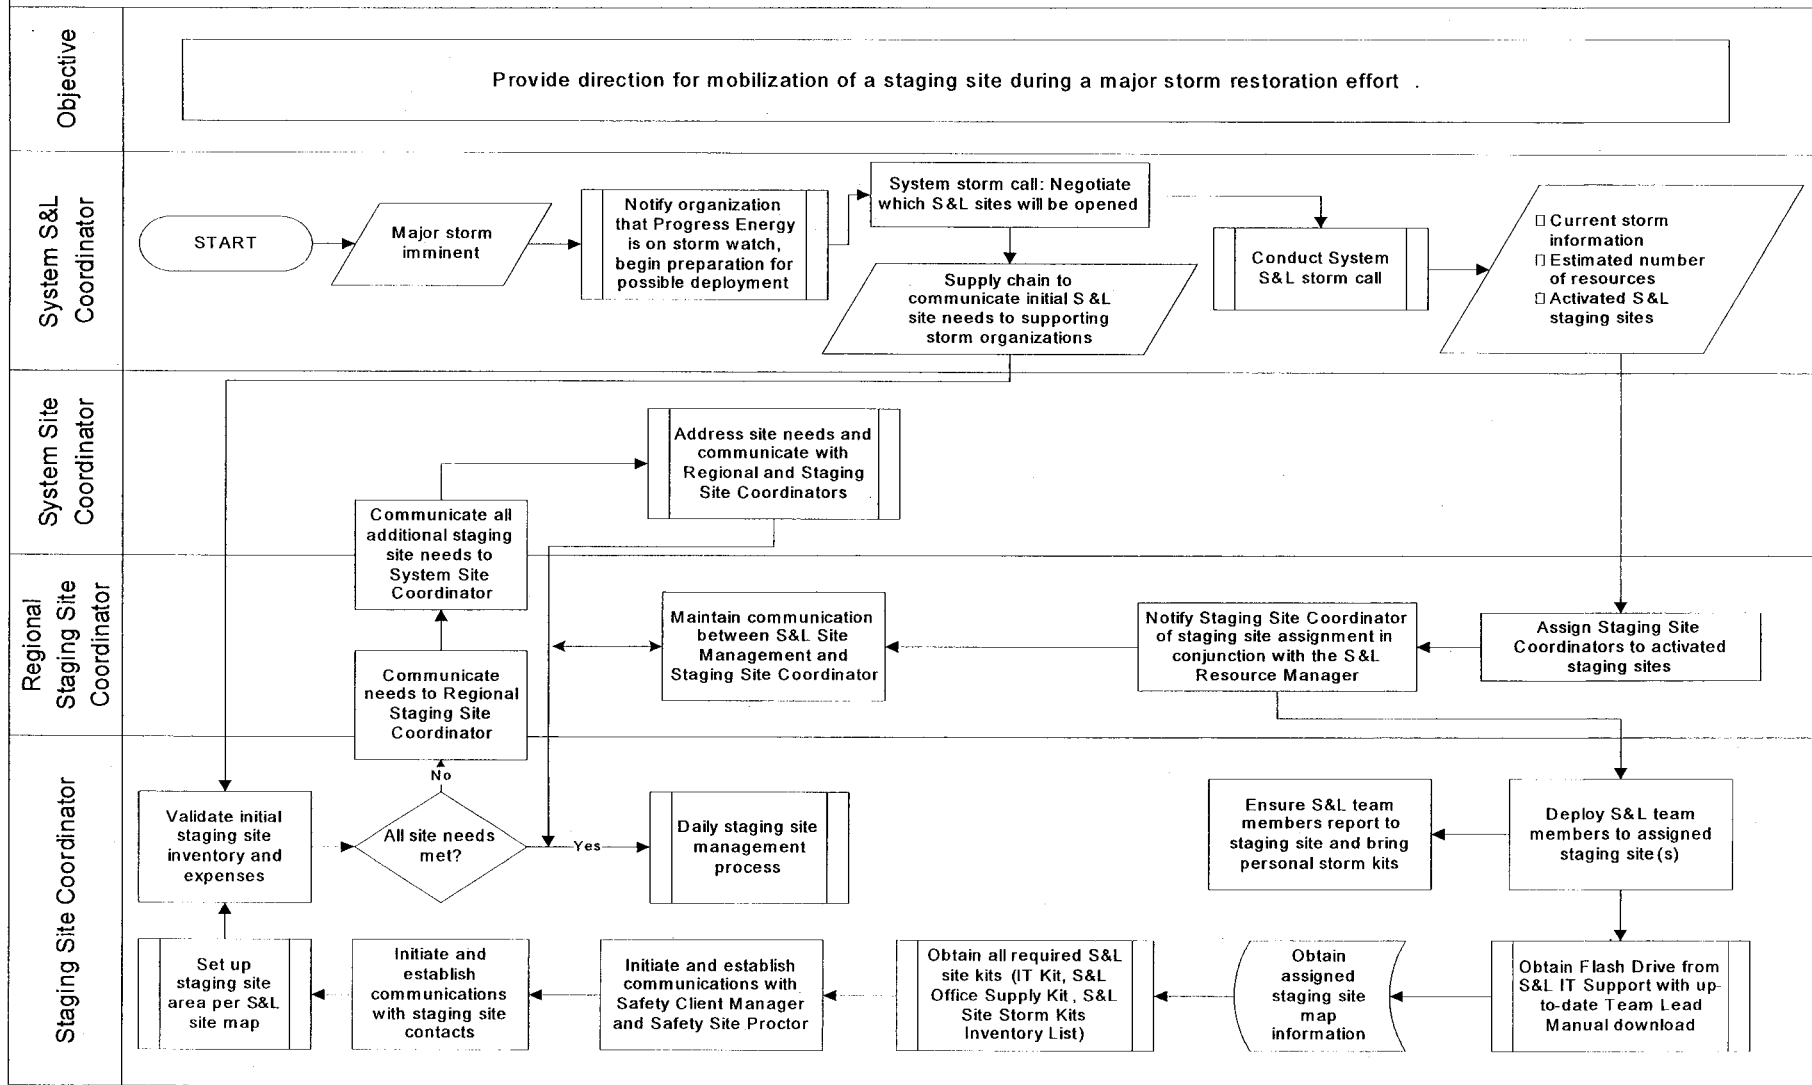 Objective
Provide direction for mobilization of a staging site during a major storm restoration effort .
System S&L
Coordinator
START
Major storm
imminent
Notify organization
that Progress Energy
is on storm watch,
begin preparation for
possible deployment
System storm call: Negotiate
which S&L sites will be opened
Supply chain to
communicate initial S &L
site needs to supporting
storm organizations
Conduct System
S&L storm call
Current storm
information
Estimated number
of resources
Activated S&L
staging sites
System Site
Coordinator
Address site needs and
communicate with
Regional and Staging
Site Coordinators
Communicate all
additional staging
site needs to
System Site
Coordinator
Regional
Staging Site
Coordinator
Communicate
needs to Regional
Staging Site
Coordinator
Maintain communication
between S&L Site
Management and
Staging Site Coordinator
Notify Staging Site Coordinator
of staging site assignment in
conjunction with the S&L
Resource Manager
Assign Staging Site
Coordinators to activated
staging sites
Staging Site Coordinator
Validate initial
staging site
inventory and
expenses
No
All site needs
met?
Yes
Daily staging site
management
process
Ensure S&L team
members report to
staging site and bring
personal storm kits
Deploy S&L team
members to assigned
staging site(s)
Set up
staging site
area per S&L
site map
Initiate and
establish
communications
with staging site
contacts
Initiate and establish
communications with
Safety Client Manager
and Safety Site Proctor
Obtain all required S&L
site kits (IT Kit, S&L
Office Supply Kit, S&L
Site Storm Kits
Inventory List)
Obtain
assigned
staging site
map
information
Obtain Flash Drive from
S&L IT Support with up-
to-date Team Lead
Manual download